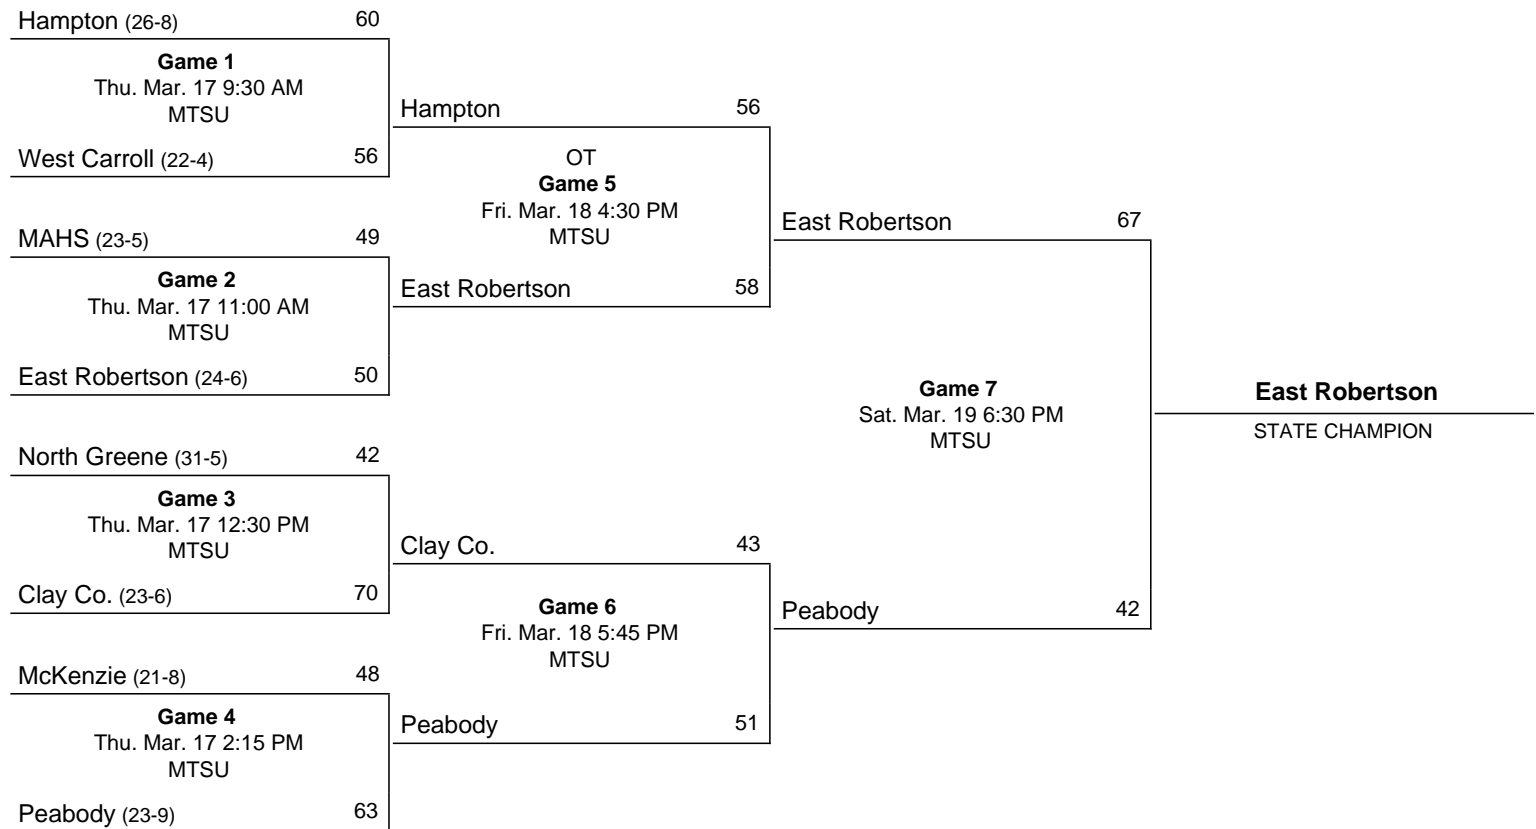 Hampton (26-8) 60
Game 1
Thu. Mar. 17 9:30 AM
MTSU
West Carroll (22-4) 56
MAHS (23-5) 49
Game 2
Thu. Mar. 17 11:00 AM
MTSU
East Robertson (24-6) 50
North Greene (31-5) 42
Game 3
Thu. Mar. 17 12:30 PM
MTSU
Clay Co. (23-6) 70
McKenzie (21-8) 48
Game 4
Thu. Mar. 17 2:15 PM
MTSU
Peabody (23-9) 63
Hampton 56
OT
Game 5
Fri. Mar. 18 4:30 PM
MTSU
East Robertson 58
Clay Co. 43
Game 6
Fri. Mar. 18 5:45 PM
MTSU
Peabody 51
East Robertson 67
Game 7
Sat. Mar. 19 6:30 PM
MTSU
Peabody 42
East Robertson
STATE CHAMPION